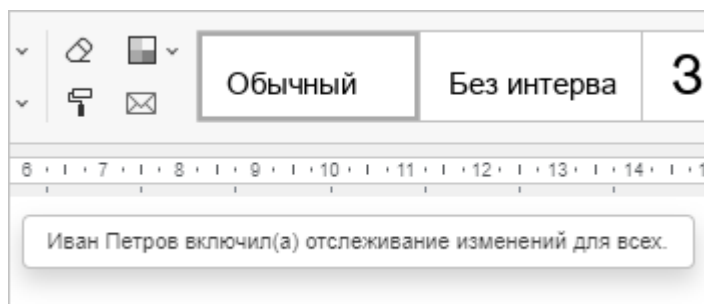 Обычный
Без интерва
З
6 7 8 9 10 11 12 13 14 1
Иван Петров включил(а) отслеживание изменений для всех.